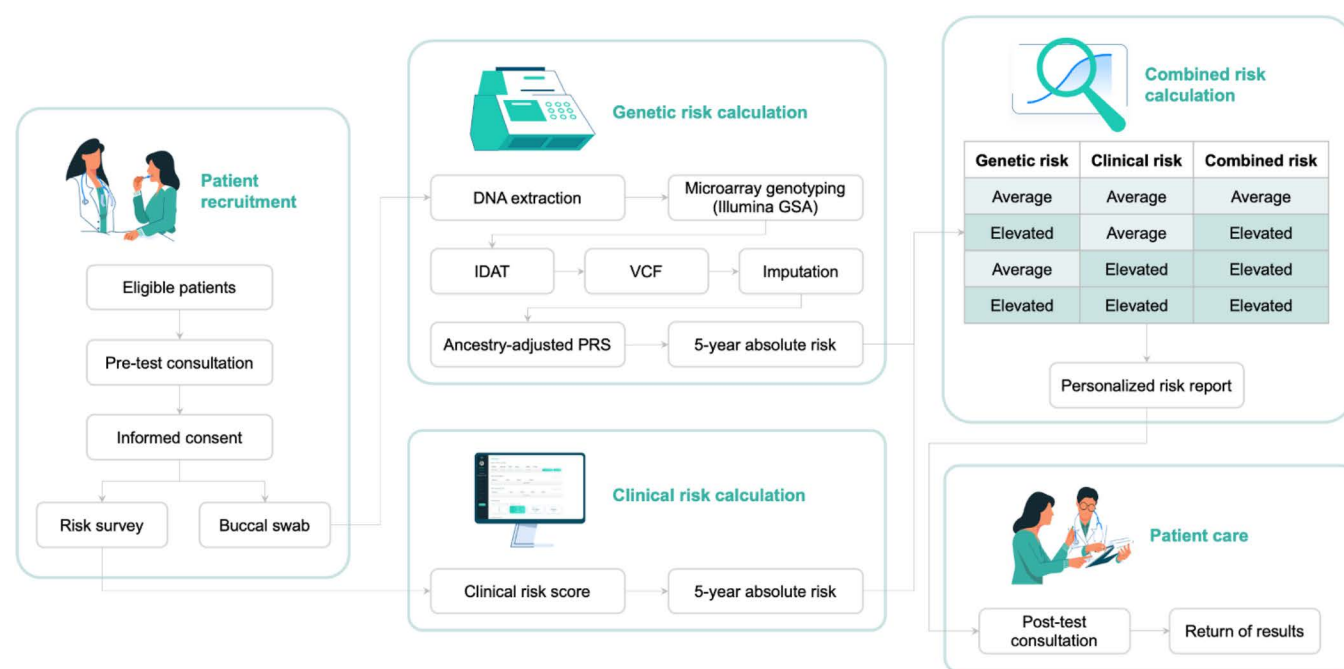 Patient
recruitment
Eligible patients
Pre-test consultation
Informed consent
Risk survey
Buccal swab
Genetic risk calculation
DNA extraction
Microarray genotyping
(Illumina GSA)
IDAT
VCF
Imputation
Ancestry-adjusted PRS
5-year absolute risk
Clinical risk calculation
Clinical risk score
5-year absolute risk
Combined risk
calculation
Genetic risk Clinical risk Combined risk
Average Average Average
Elevated Average Elevated
Average Elevated Elevated
Elevated Elevated Elevated
Personalized risk report
Patient care
Post-test
consultation
Return of results